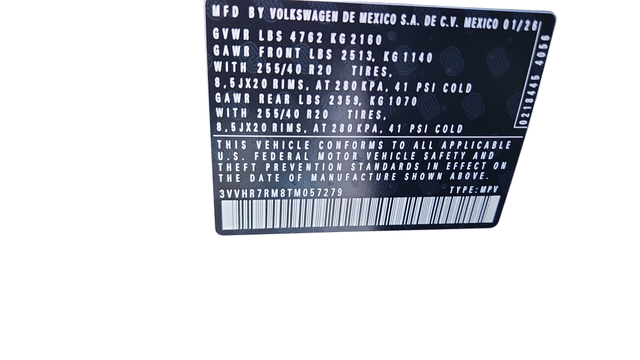 MFD BY VOLKSWAGEN DE MEXICO S.A. DE C.V. MEXICO 01/26
GVWR LBS 4762 KG 2160
GAWR FRONT LBS 2513, KG 1140
WITH 255/40 R20 TIRES,
8,5JX20 RIMS, AT 280 KPA, 41 PSI COLD
GAWR REAR LBS 2359, KG 1070
WITH 255/40 R20 TIRES,
8,5JX20 RIMS, AT 280 KPA, 41 PSI COLD
0218445 4056
THIS VEHICLE CONFORMS TO ALL APPLICABLE
U.S. FEDERAL MOTOR VEHICLE SAFETY AND
THEFT PREVENTION STANDARDS IN EFFECT ON
THE DATE OF MANUFACTURE SHOWN ABOVE.
3VVHR7RM8TM057279 TYPE: MPV